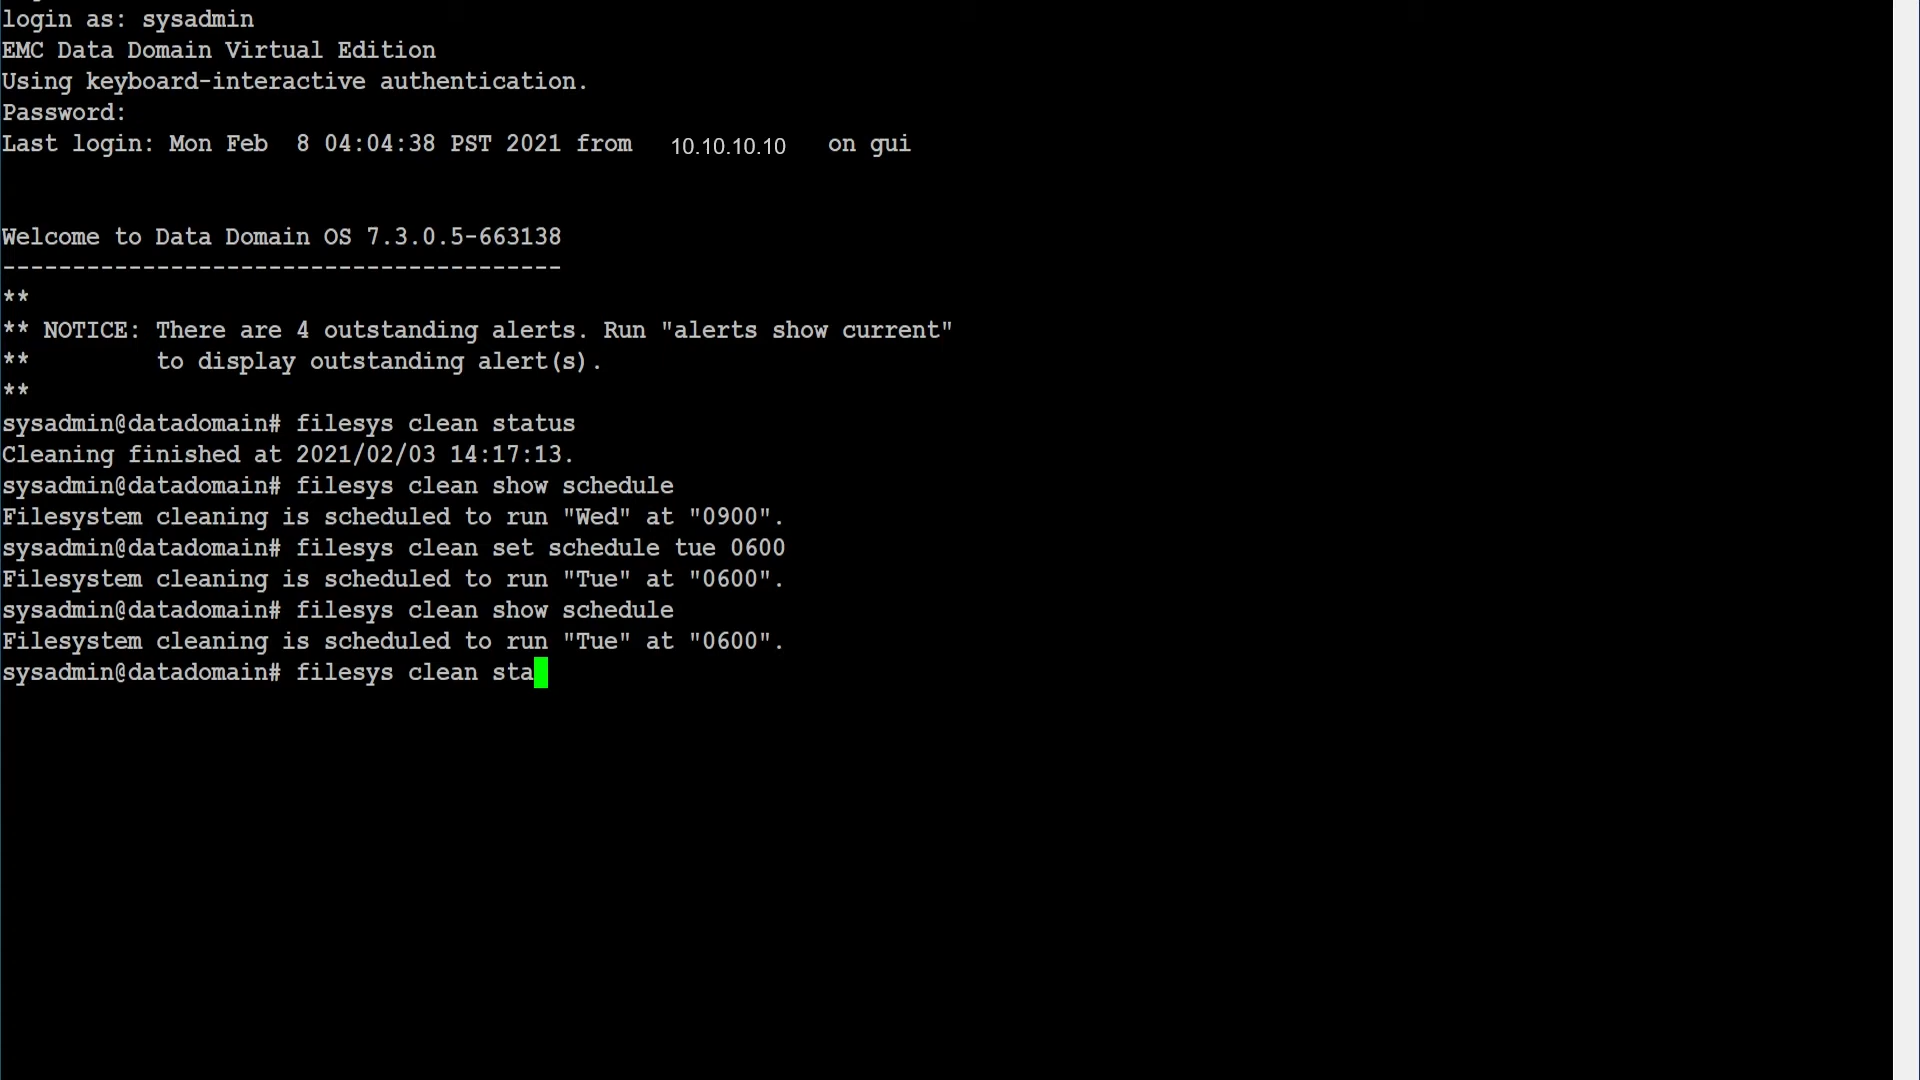 login as: sysadmin
EMC Data Domain Virtual Edition
Using keyboard-interactive authentication.
Password:
Last login: Mon Feb  8 04:04:38 PST 2021 from 10.10.10.10 on gui
Welcome to Data Domain OS 7.3.0.5-663138
----------------------------------------
**
** NOTICE: There are 4 outstanding alerts. Run "alerts show current"
**         to display outstanding alert(s).
**
sysadmin@datadomain# filesys clean status
Cleaning finished at 2021/02/03 14:17:13.
sysadmin@datadomain# filesys clean show schedule
Filesystem cleaning is scheduled to run "Wed" at "0900".
sysadmin@datadomain# filesys clean set schedule tue 0600
Filesystem cleaning is scheduled to run "Tue" at "0600".
sysadmin@datadomain# filesys clean show schedule
Filesystem cleaning is scheduled to run "Tue" at "0600".
sysadmin@datadomain# filesys clean sta